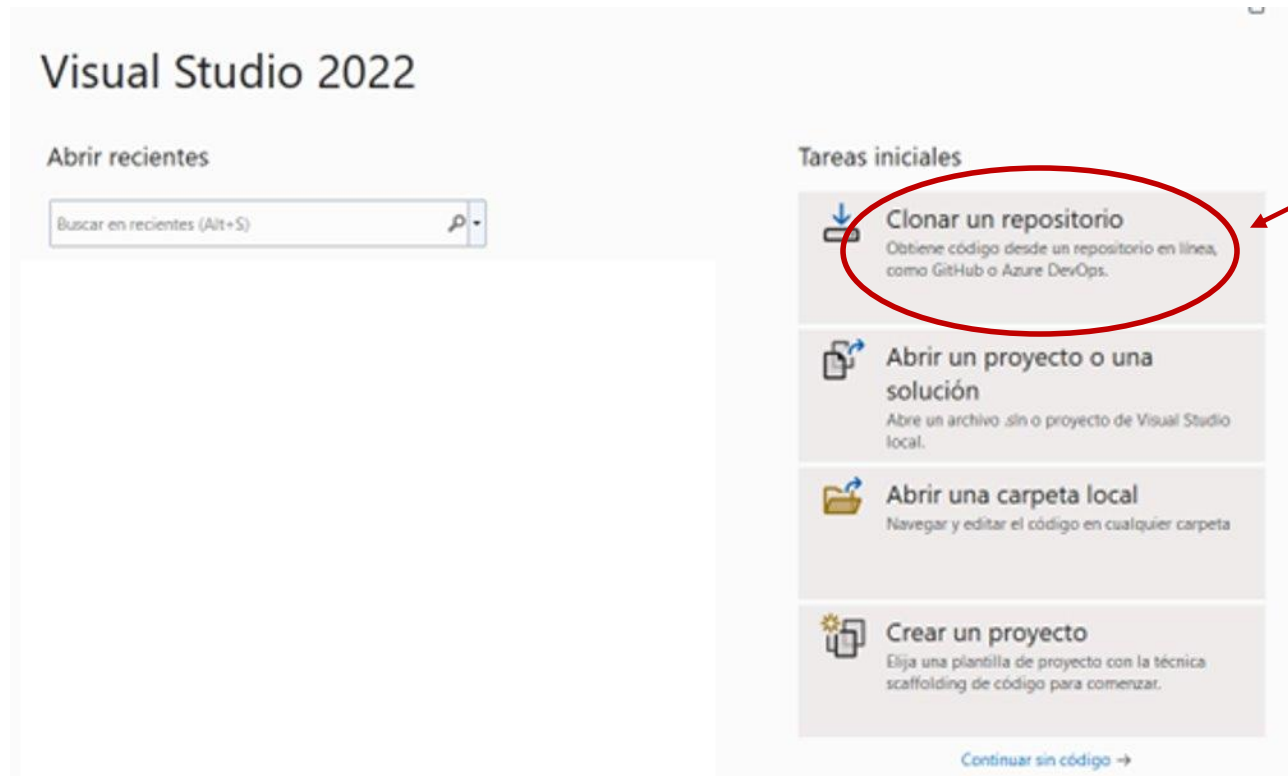 Visual Studio 2022
Abrir recientes
Buscar en recientes (Alt+S)
Tareas iniciales
Clonar un repositorio
Obtiene código desde un repositorio en línea,
como GitHub o Azure DevOps.
Abrir un proyecto o una
solución
Abre un archivo .sln o proyecto de Visual Studio
local.
Abrir una carpeta local
Navegar y editar el código en cualquier carpeta
Crear un proyecto
Elija una plantilla de proyecto con la técnica
scaffolding de código para comenzar.
Continuar sin código →